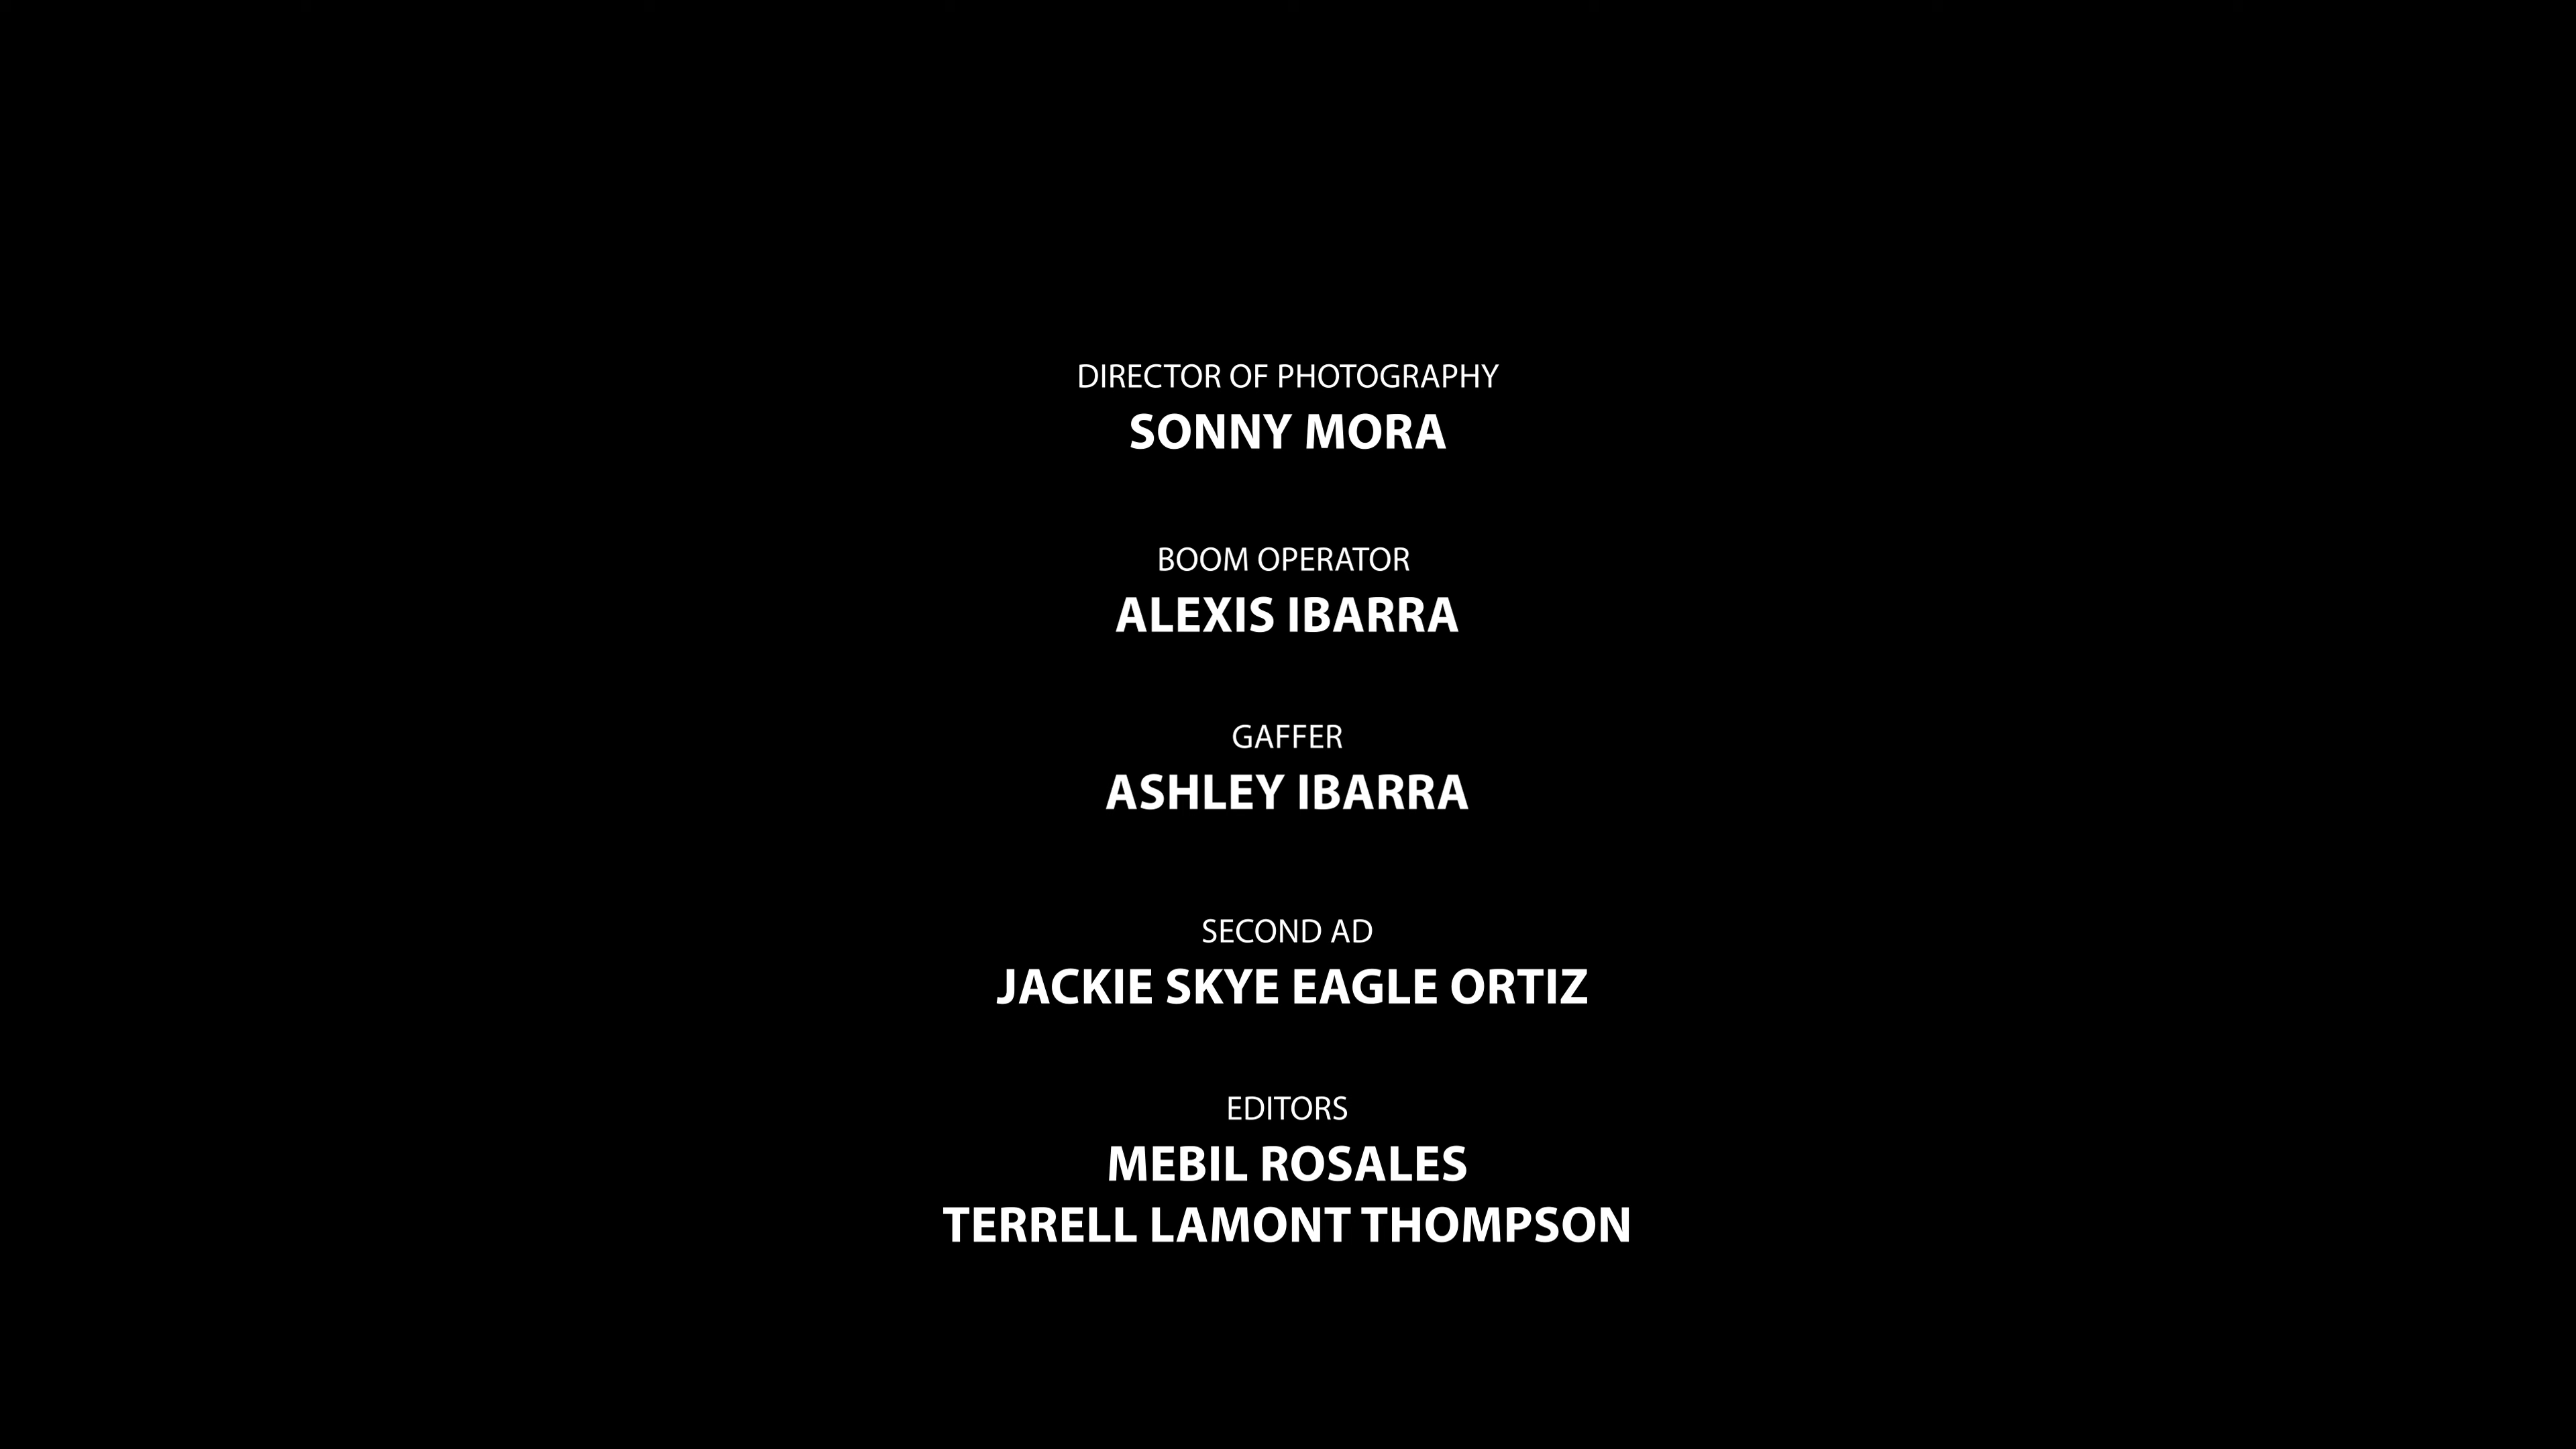 DIRECTOR OF PHOTOGRAPHY
SONNY MORA
BOOM OPERATOR
ALEXIS IBARRA
GAFFER
ASHLEY IBARRA
SECOND AD
JACKIE SKYE EAGLE ORTIZ
EDITORS
MEBIL ROSALES
TERRELL LAMONT THOMPSON